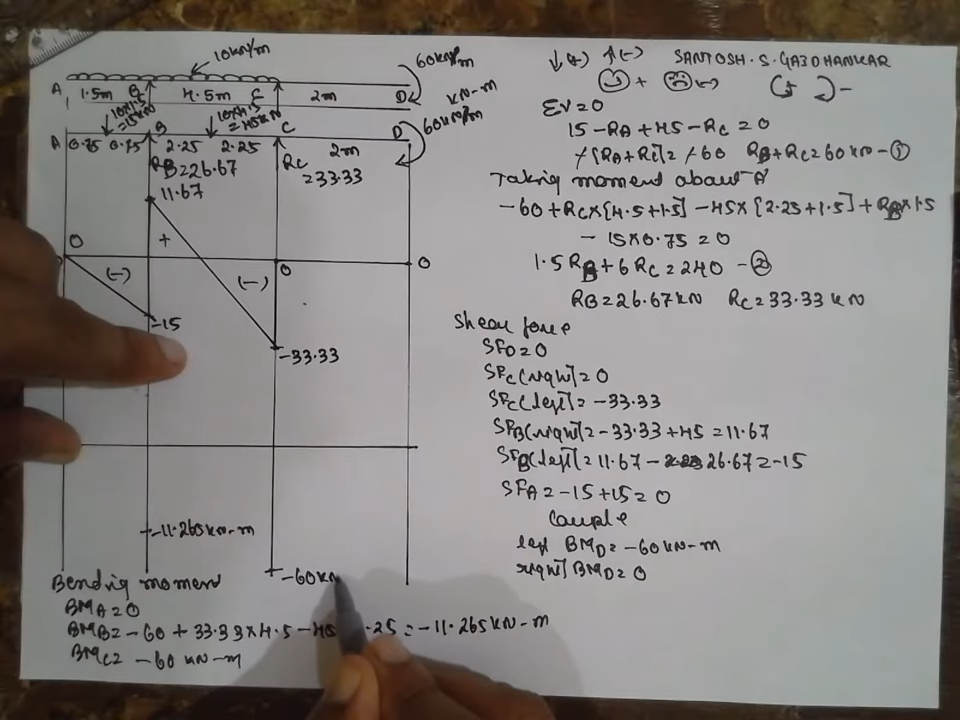 10kN/m
60kN/m
kN-m
A 1.5m B 4.5m C 2m D
10x1.5 =15kN
10x4.5 =45kN
60kN/m
A 0.75 0.75 B 2.25 2.25 C 2m D
RB=26.67
RC =33.33
11.67
0
+
(-)
(-)
0
0
-15
-33.33
-11.265kN-m
-60kN
Bending moment
BMA=0
BMB= -60 + 33.33x4.5 -45 .25 = -11.265kN-m
BMC= -60 kN-m
↓(+) ↑(-) SANTOSH.S.GAJDHANKAR
+ (-) -
ΣV=0
15-RA+45-RC=0
-[RA+RC]=-60 RB+RC=60kN-①
Taking moment about A
-60+RCx[4.5+1.5] -45x[2.25+1.5]+RBx1.5
-15x0.75=0
1.5RB+6RC=240 -②
RB=26.67kN RC=33.33kN
Shear force
SFD=0
SFC(right)=0
SFC(left)=-33.33
SFB(right)=-33.33+45=11.67
SFB(left)=11.67-26.67=-15
SFA=-15+15=0
Couple
left BMD=-60kN-m
right BMD=0